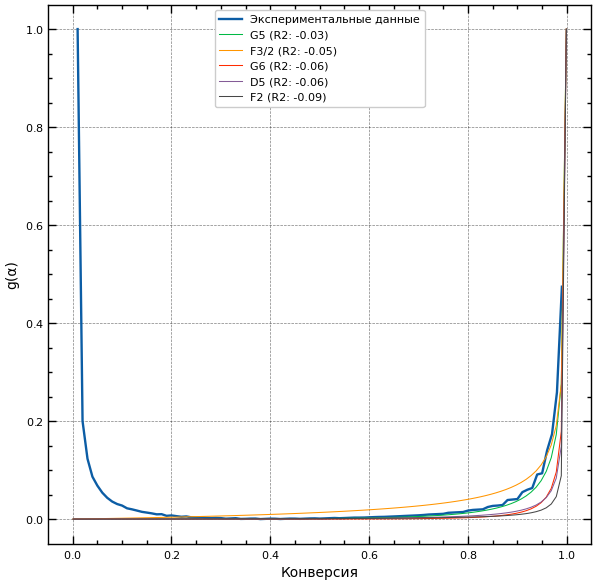 Экспериментальные данные
G5 (R2: -0.03)
F3/2 (R2: -0.05)
G6 (R2: -0.06)
D5 (R2: -0.06)
F2 (R2: -0.09)
1.0
0.8
0.6
0.4
0.2
0.0
g(α)
0.0 0.2 0.4 0.6 0.8 1.0
Конверсия